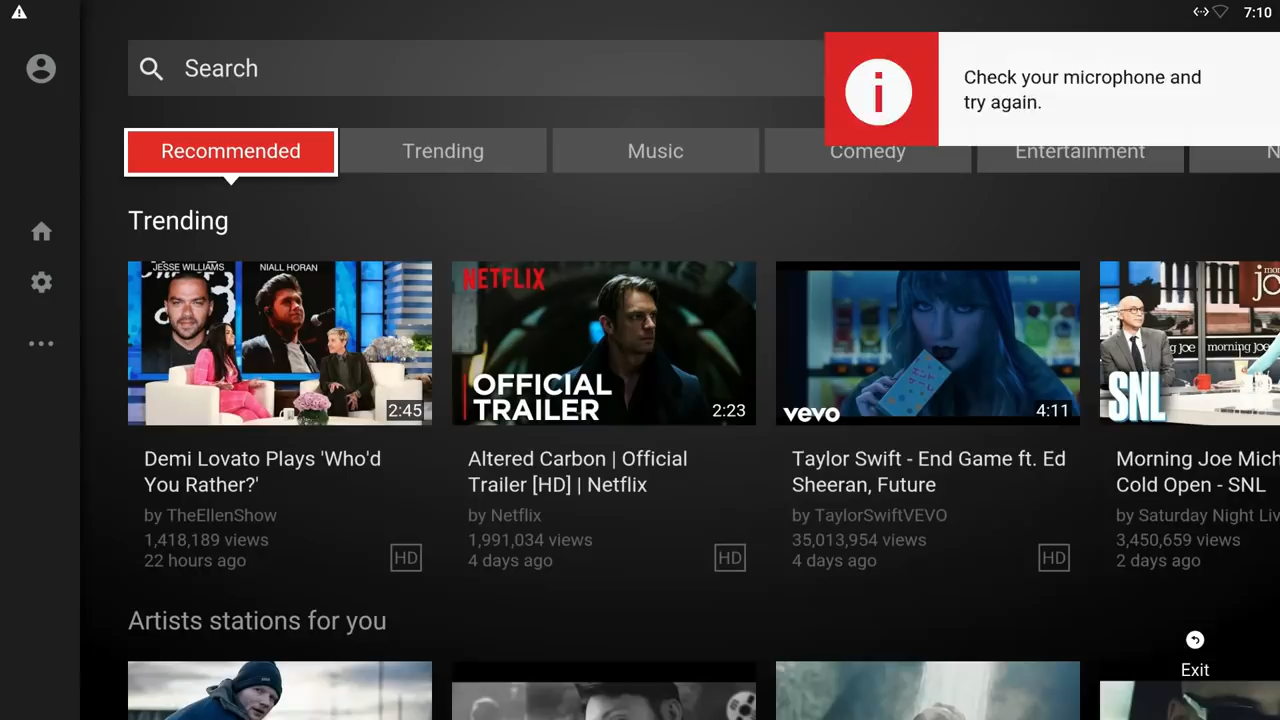 7:10
Search
Check your microphone and
try again.
Recommended
Trending
Music
Comedy
Entertainment
N
Trending
JESSE WILLIAMS
NIALL HORAN
2:45
NETFLIX
OFFICIAL
TRAILER
2:23
vevo
4:11
morning joe
SNL
Demi Lovato Plays 'Who'd
You Rather?'
by TheEllenShow
1,418,189 views
22 hours ago
HD
Altered Carbon | Official
Trailer [HD] | Netflix
by Netflix
1,991,034 views
4 days ago
HD
Taylor Swift - End Game ft. Ed
Sheeran, Future
by TaylorSwiftVEVO
35,013,954 views
4 days ago
HD
Morning Joe Mich
Cold Open - SNL
by Saturday Night Liv
3,450,659 views
2 days ago
Artists stations for you
Exit